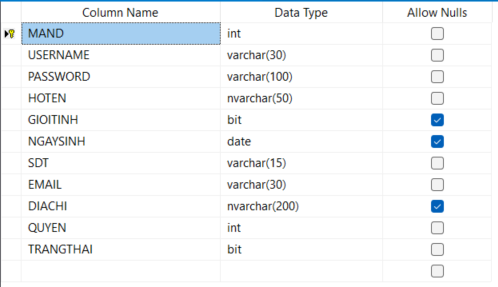 Column Name Data Type Allow Nulls
MAND int
USERNAME varchar(30)
PASSWORD varchar(100)
HOTEN nvarchar(50)
GIOITINH bit
NGAYSINH date
SDT varchar(15)
EMAIL varchar(30)
DIACHI nvarchar(200)
QUYEN int
TRANGTHAI bit